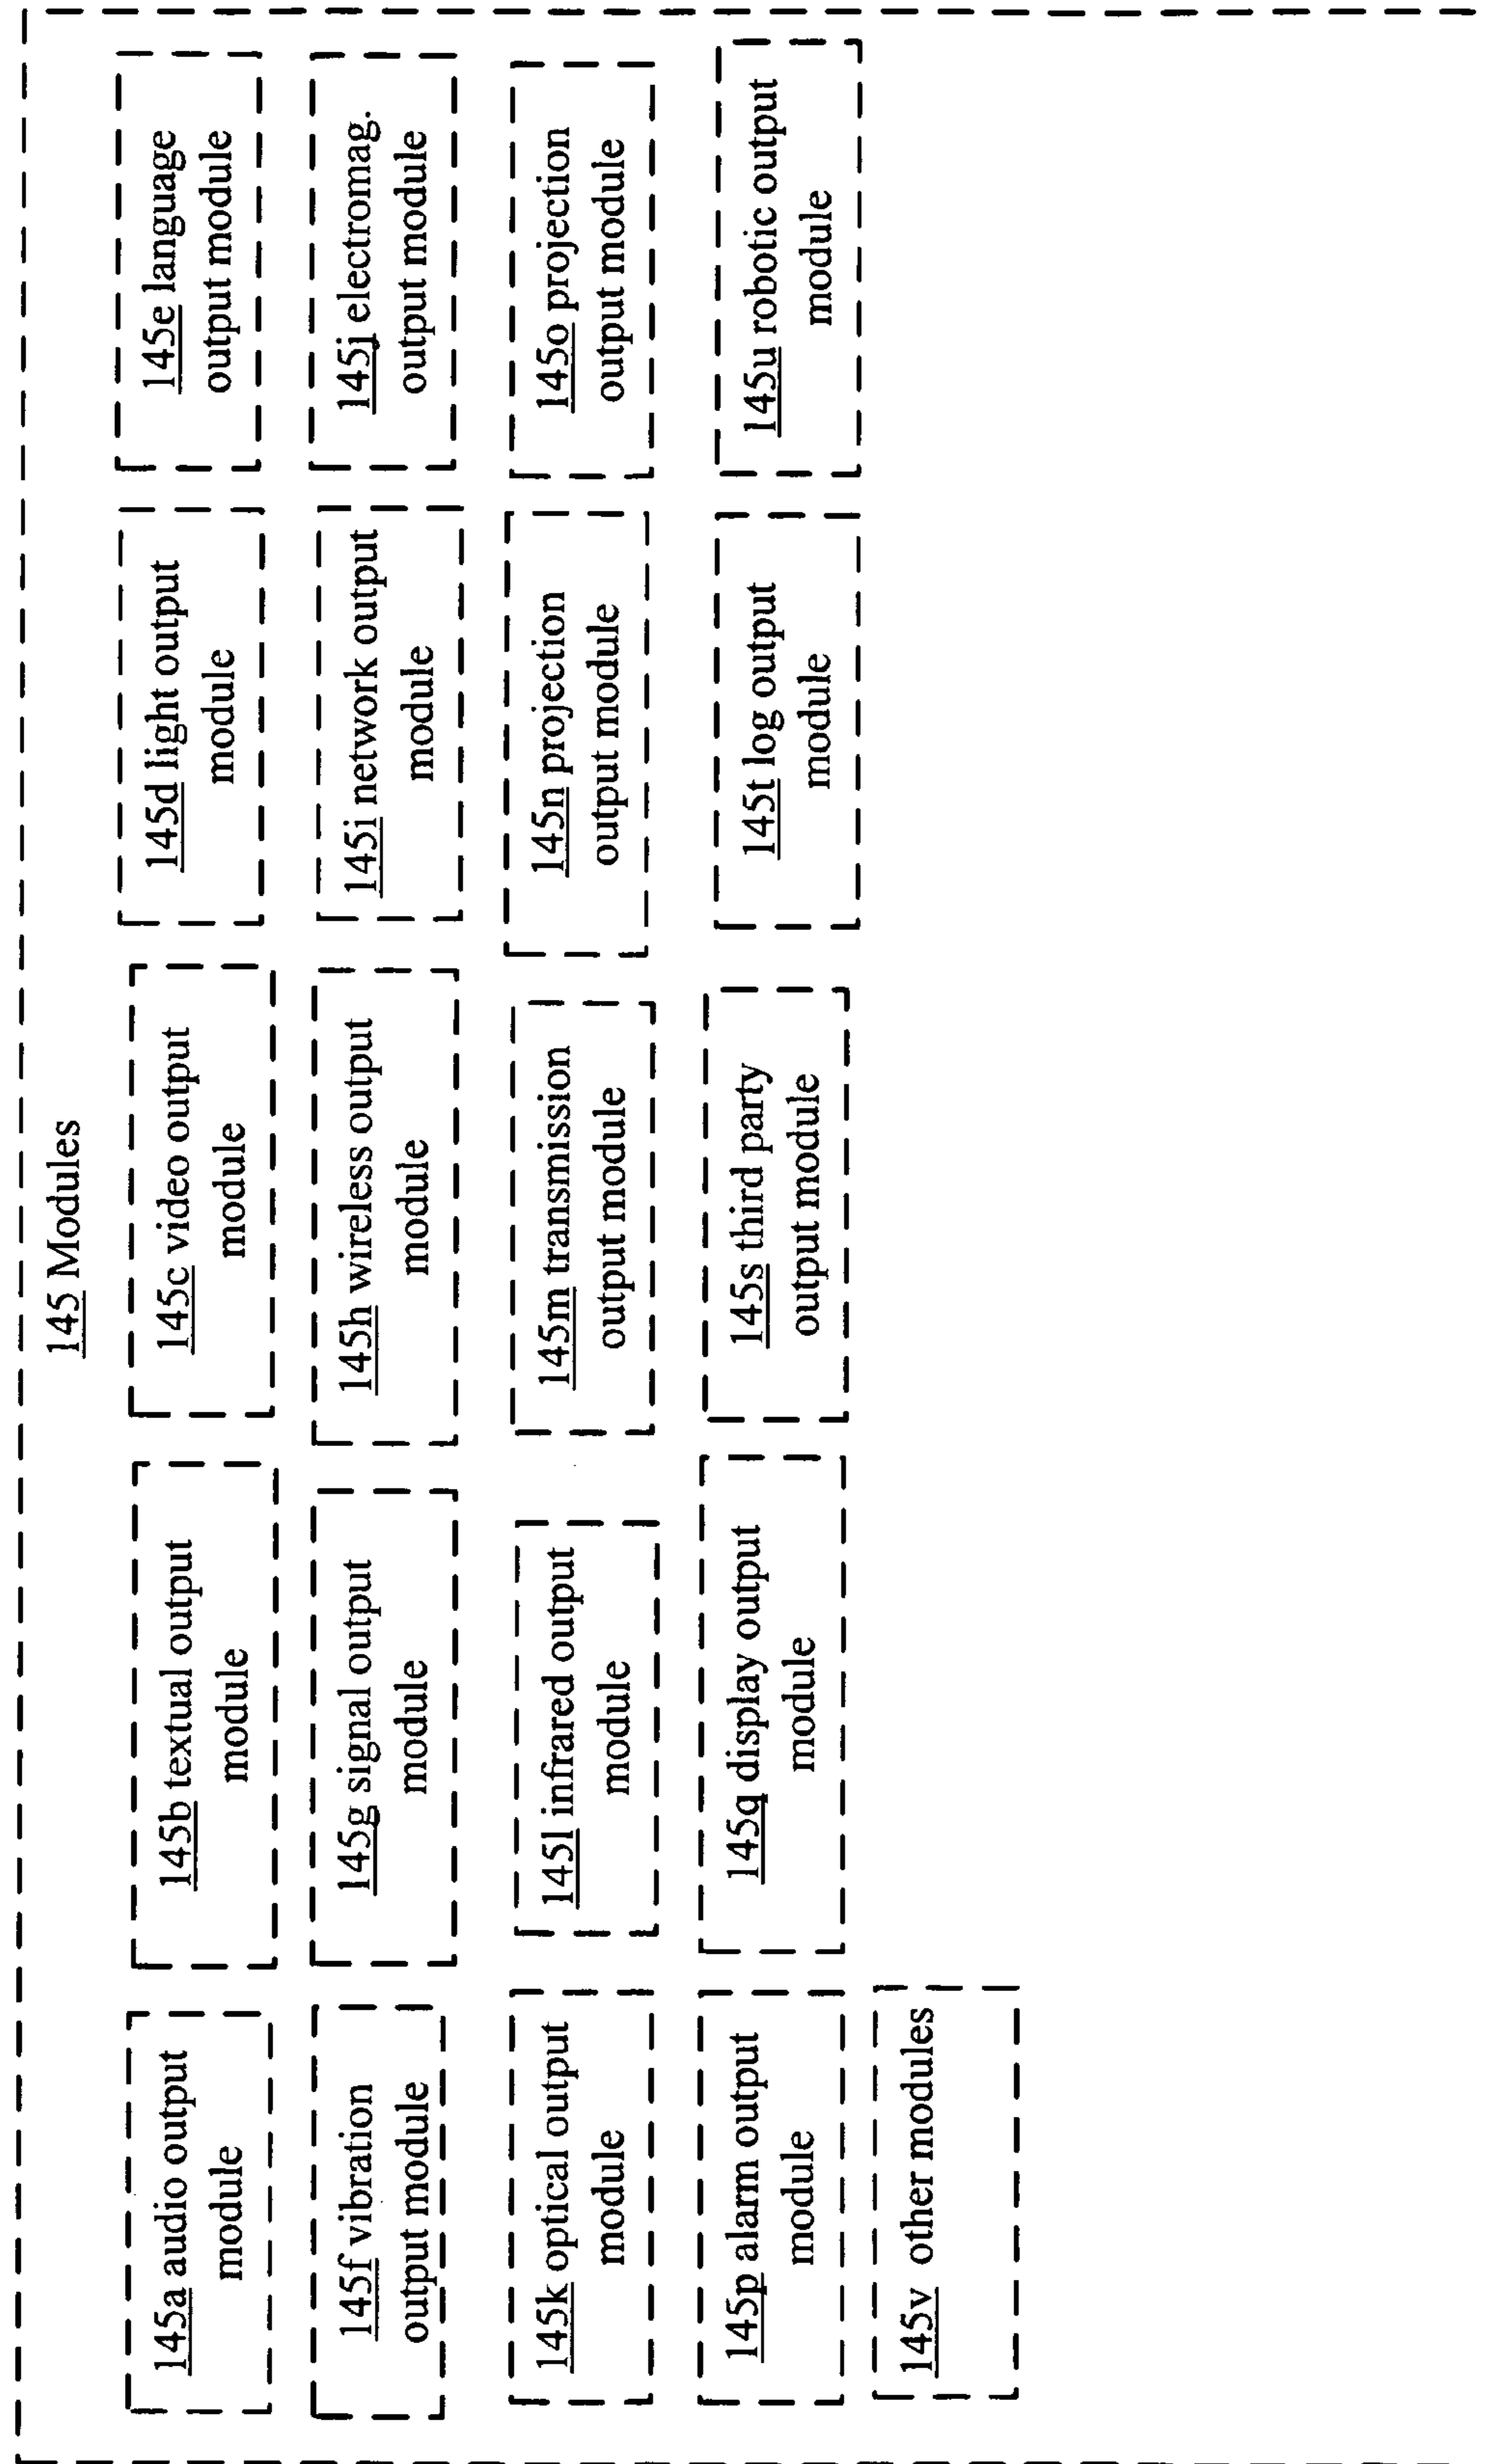 145 Modules
145a audio output
module
145b textual output
module
145c video output
module
145d light output
module
145e language
output module
145f vibration
output module
145g signal output
module
145h wireless output
module
145i network output
module
145j electromag.
output module
145k optical output
module
145l infrared output
module
145m transmission
output module
145n projection
output module
145o projection
output module
145p alarm output
module
145q display output
module
145s third party
output module
145t log output
module
145u robotic output
module
145v other modules